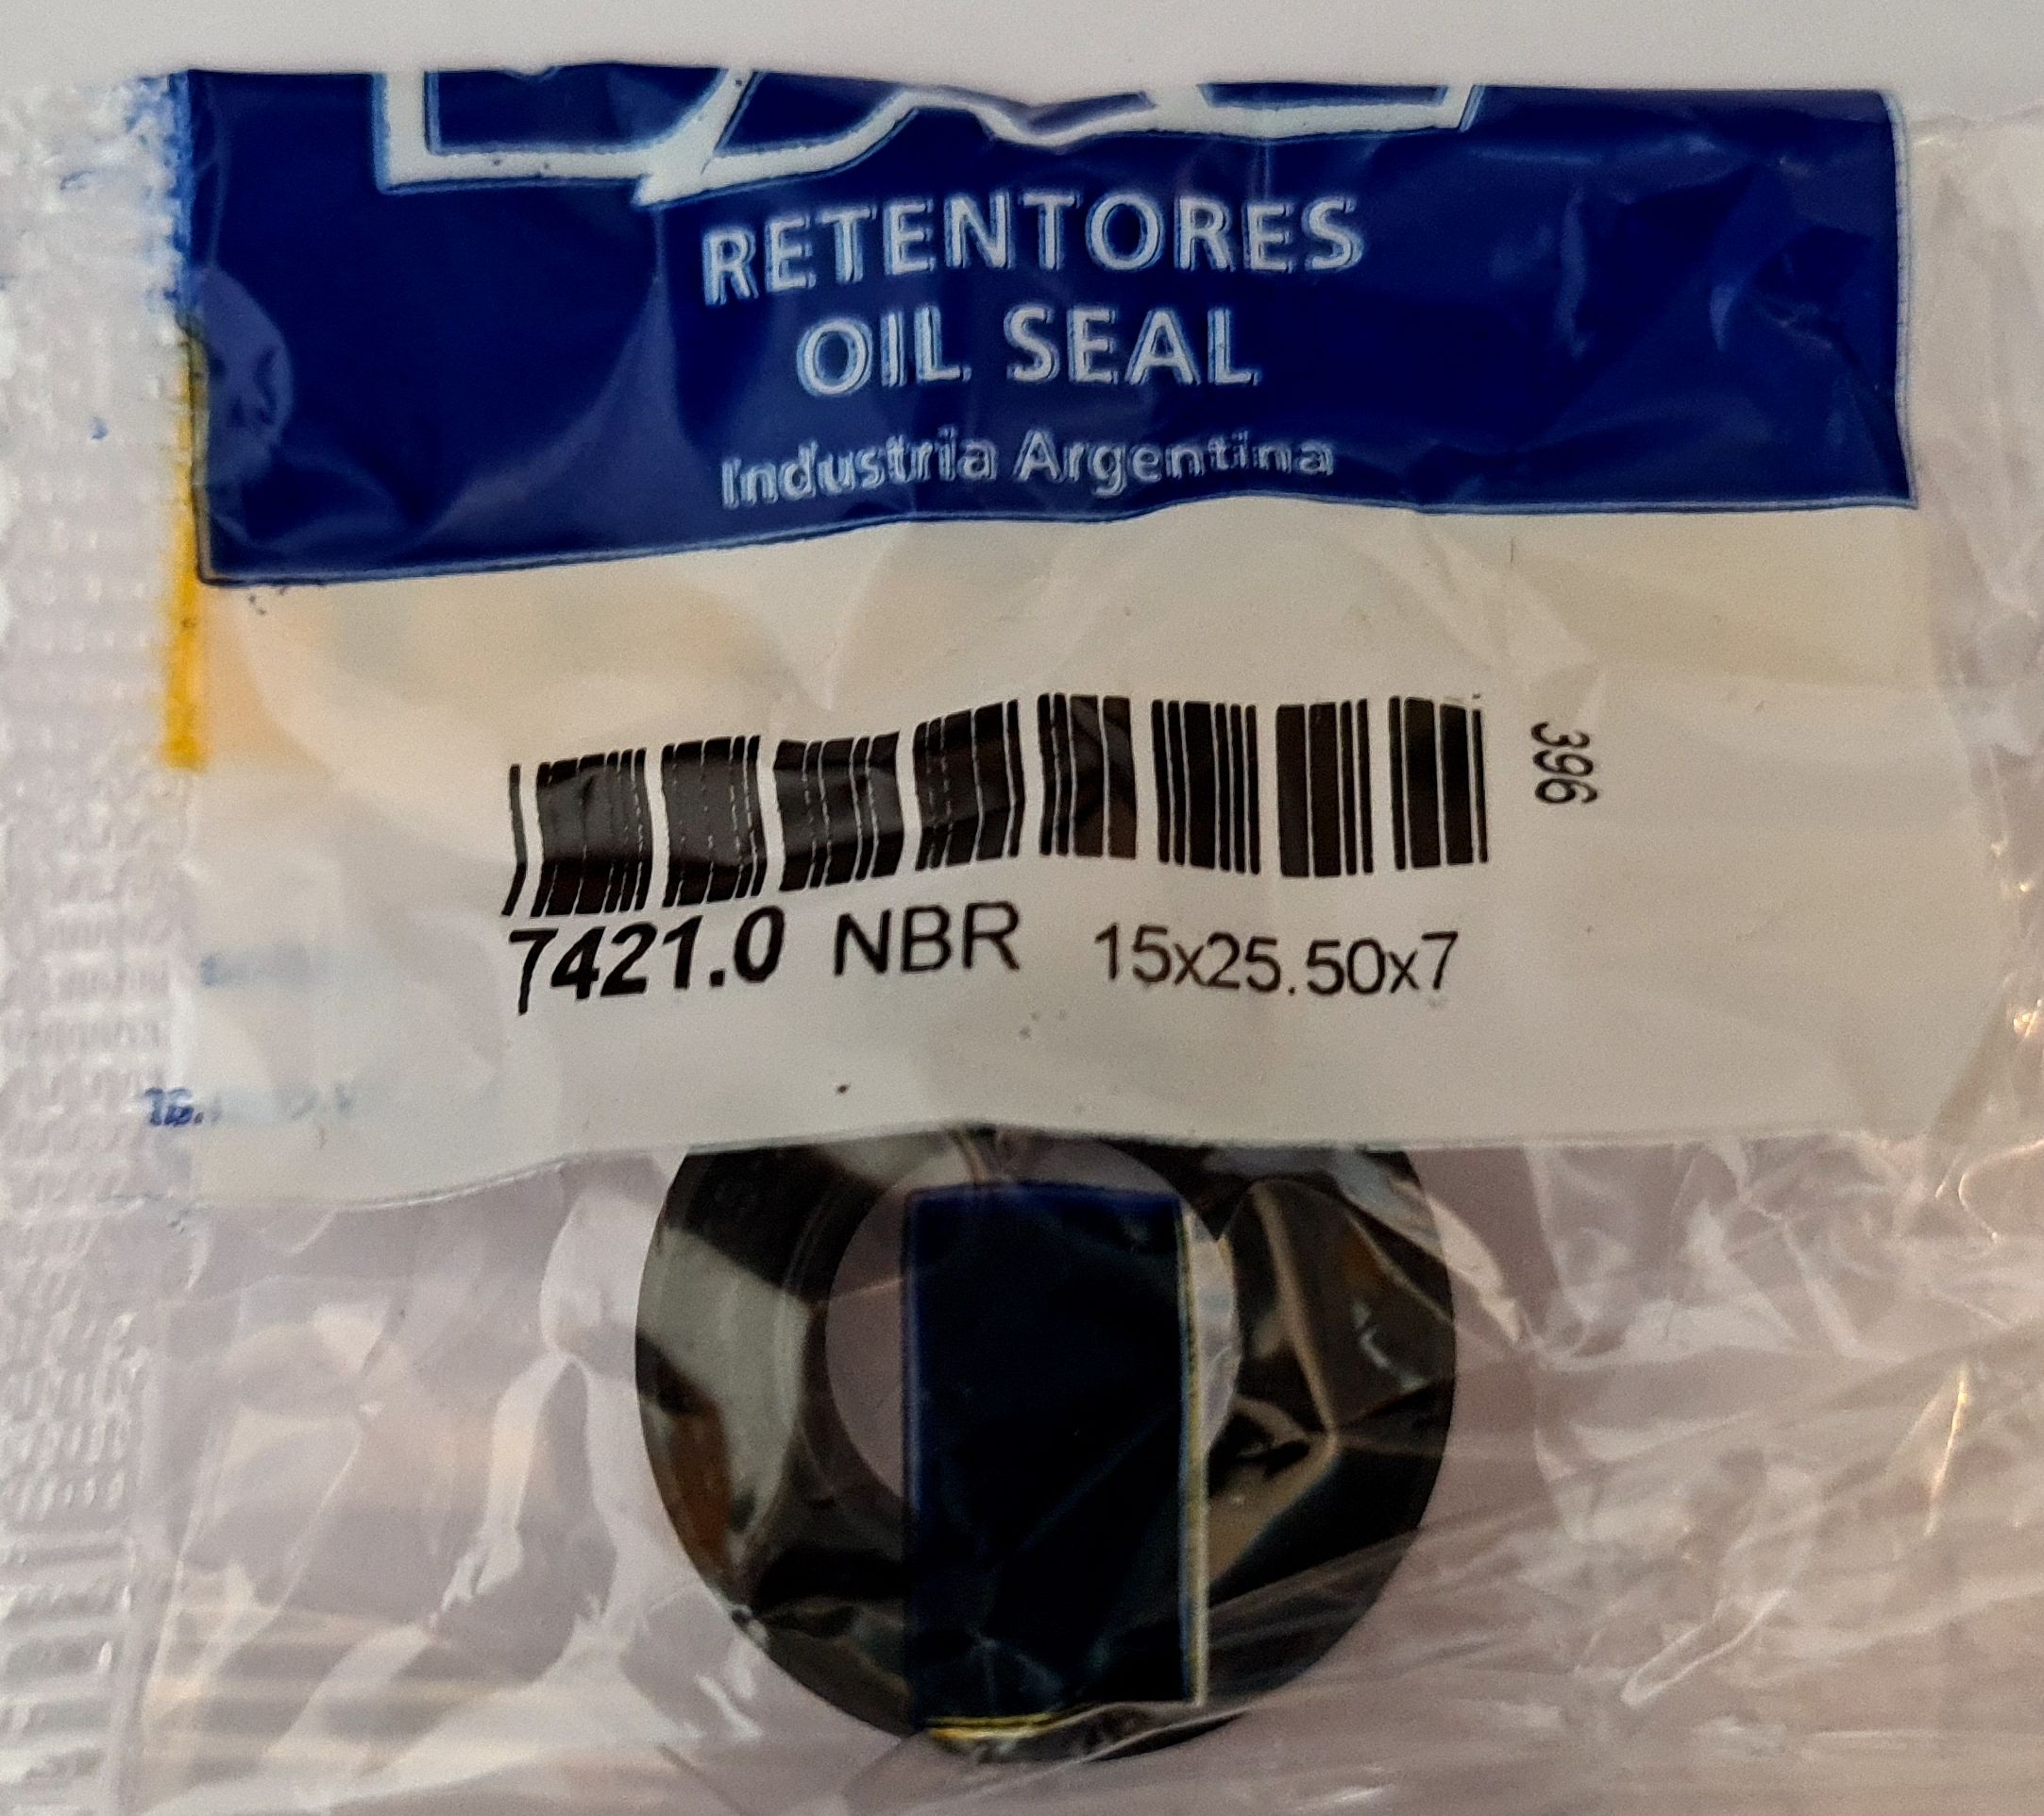 RETENTORES
OIL SEAL
Industria Argentina
396
7421.0 NBR 15x25.50x7